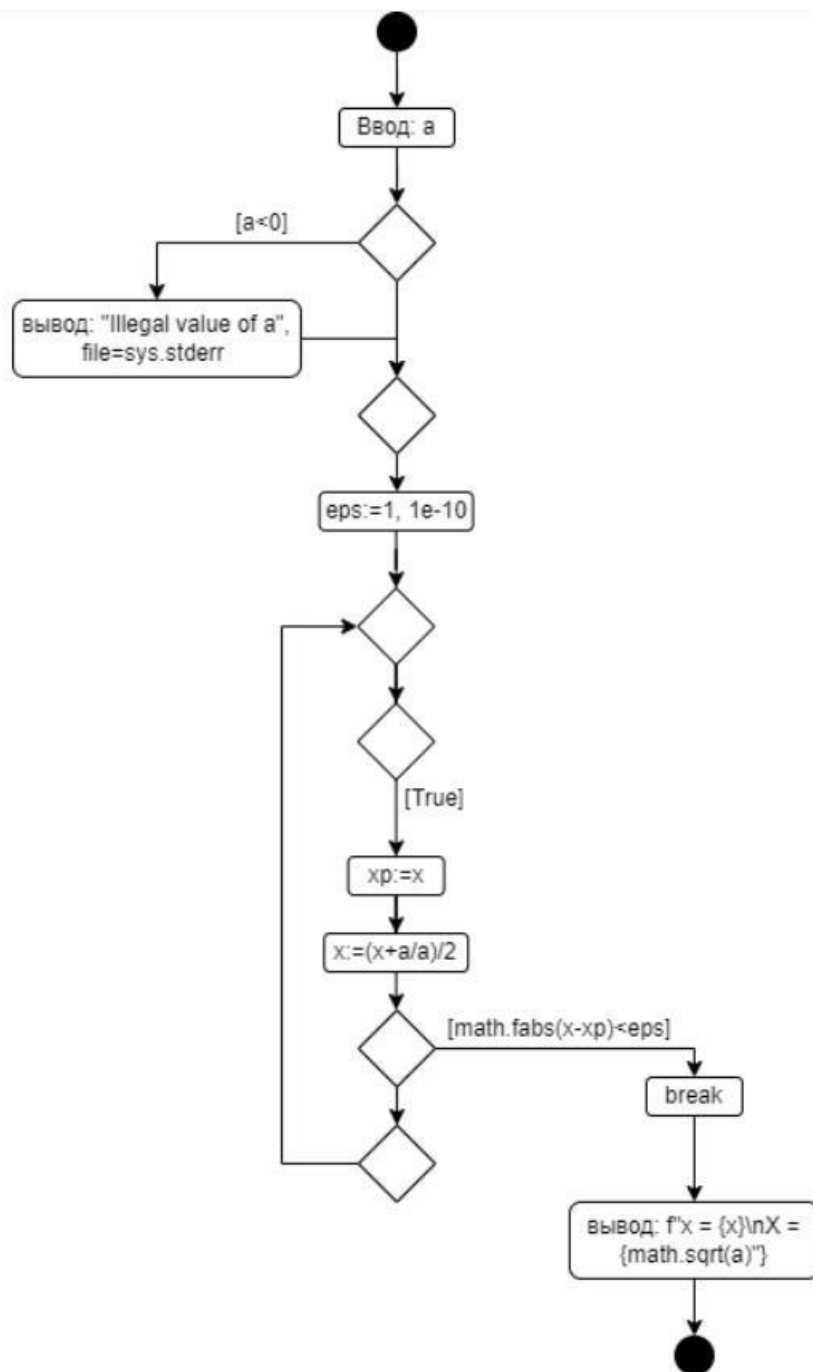 Ввод: a
[a<0]
вывод: "Illegal value of a",
file=sys.stderr
eps:=1, 1e-10
[True]
xp:=x
x:=(x+a/a)/2
[math.fabs(x-xp)<eps]
break
вывод: f"x = {x}\nX =
{math.sqrt(a)"}